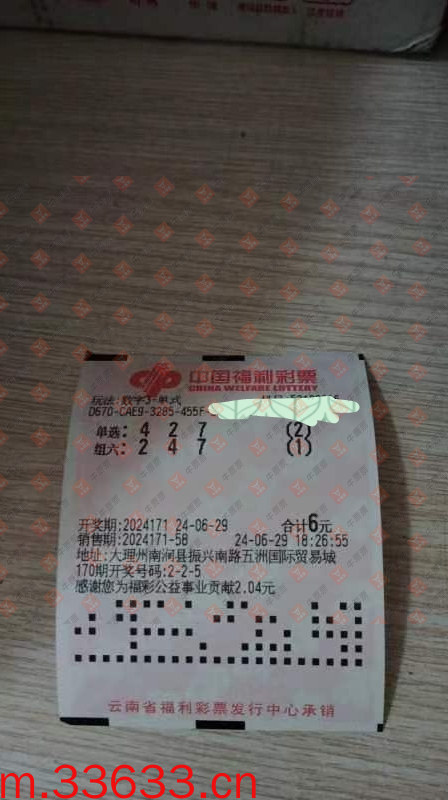 中国福利彩票
CHINA WELFARE LOTTERY
玩法:数字3-单式
D670-CAE9-3285-455F-
单选: 4 2 7 (2)
组六: 2 4 7 (1)
开奖期:2024171 24-06-29 合计6元
销售期:2024171-58 24-06-29 18:26:55
地址:大理州南涧县振兴南路五洲国际贸易城
170期开奖号码:2-2-5
感谢您为福彩公益事业贡献2.04元
云南省福利彩票发行中心承销
m.33633.cn